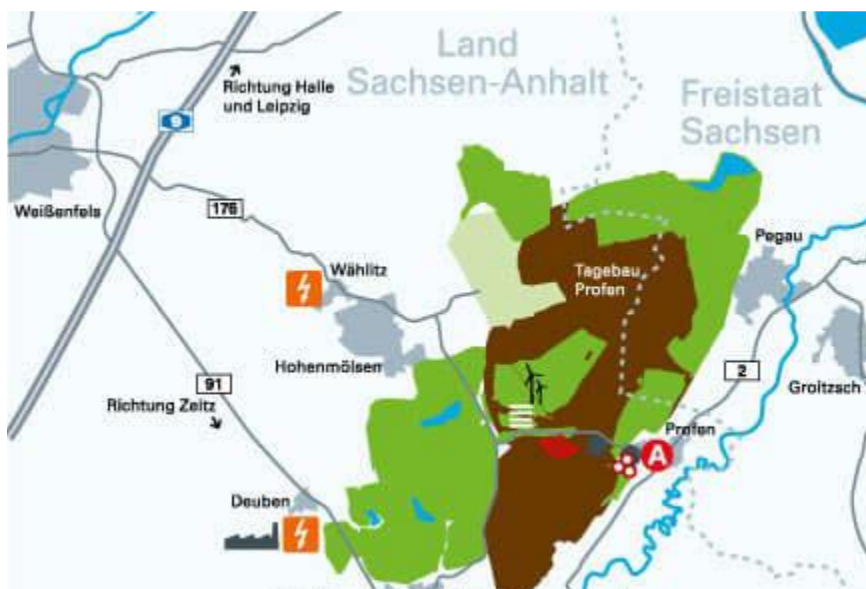 Land
Sachsen-Anhalt
Richtung Halle
und Leipzig
Freistaat
Sachsen
9
Weißenfels
176
Pegau
Wählitz
Tagebau
Profen
Hohenmölsen
91
2
Groitzsch
Richtung Zeitz
Profen
A
Deuben